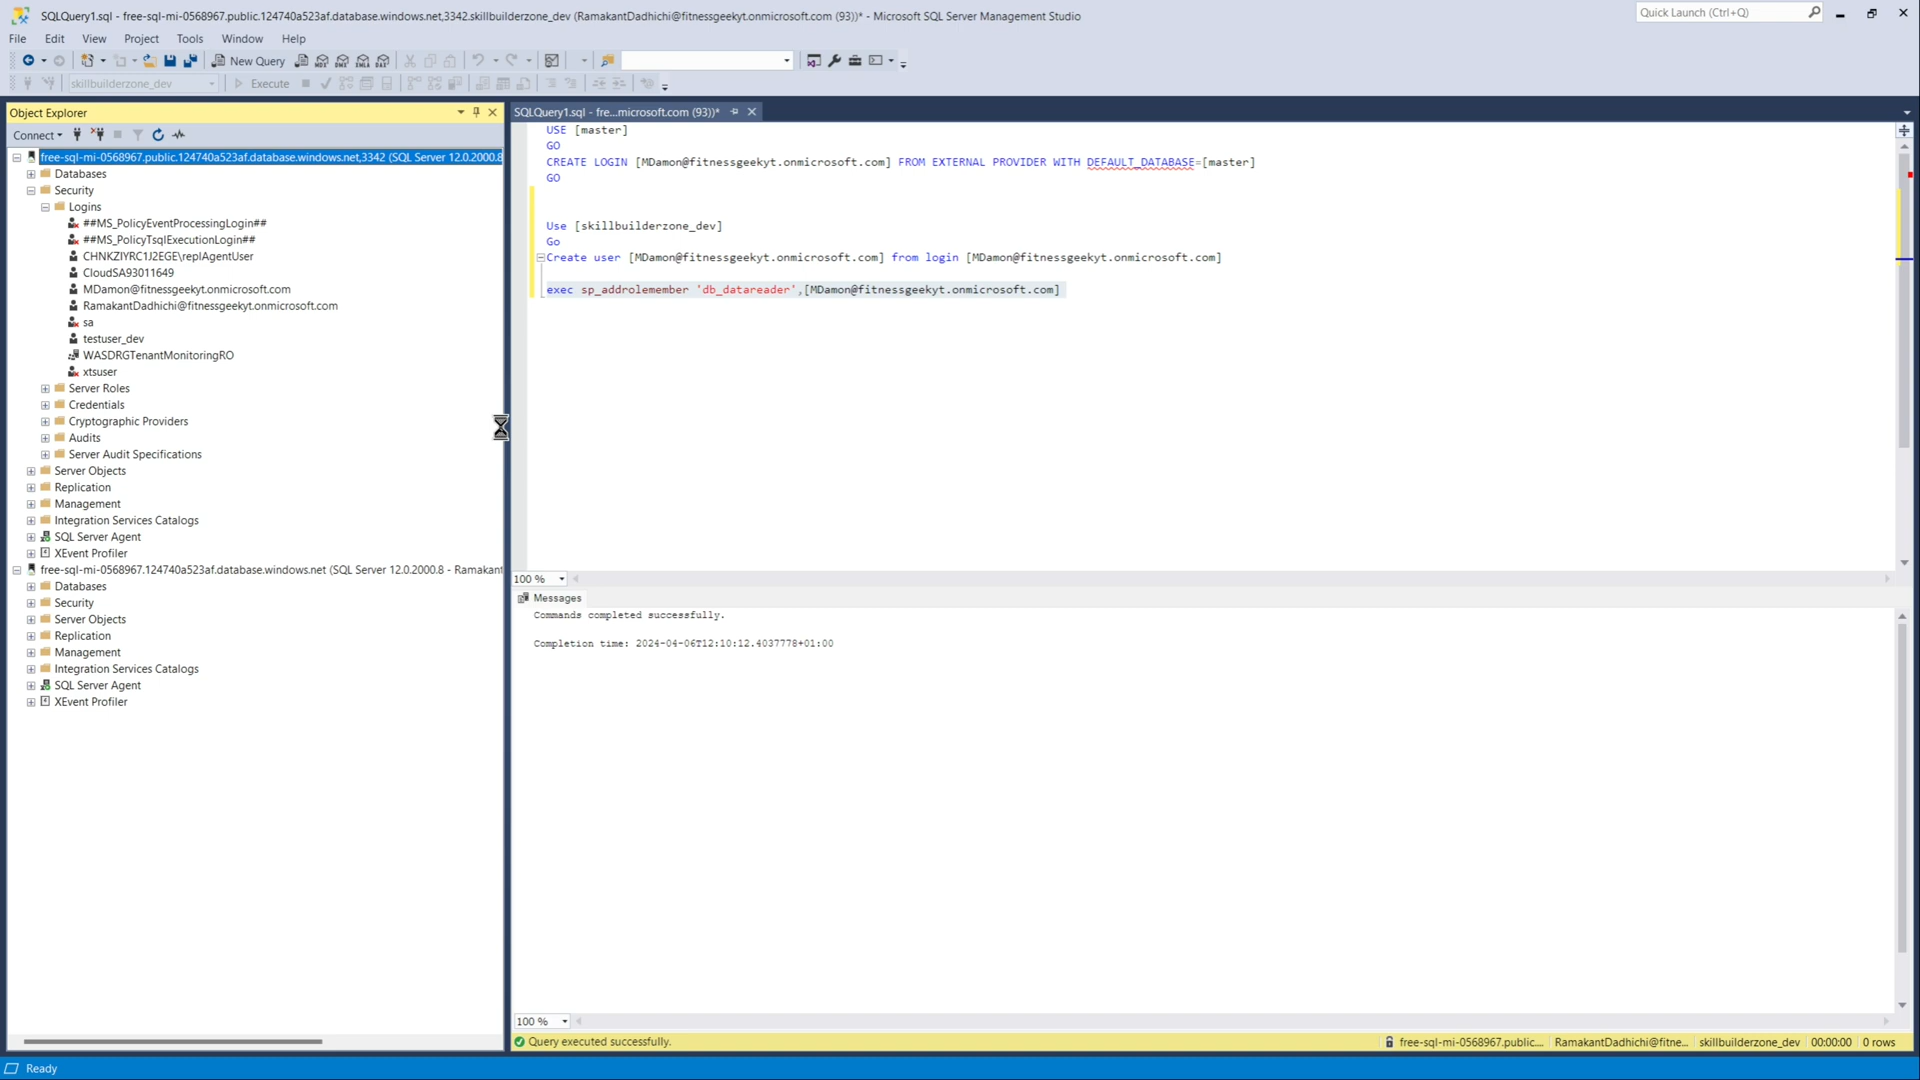 SQLQuery1.sql - free-sql-mi-0568967.public.124740a523af.database.windows.net,3342.skillbuilderzone_dev (RamakantDadhichi@fitnessgeekyt.onmicrosoft.com (93))* - Microsoft SQL Server Management Studio
Quick Launch (Ctrl+Q)
File Edit View Project Tools Window Help
New Query
skillbuilderzone_dev
Execute
Object Explorer
Connect
free-sql-mi-0568967.public.124740a523af.database.windows.net,3342 (SQL Server 12.0.2000.8
Databases
Security
Logins
##MS_PolicyEventProcessingLogin##
##MS_PolicyTsqlExecutionLogin##
CHNKZIYRC1J2EGE\replAgentUser
CloudSA93011649
MDamon@fitnessgeekyt.onmicrosoft.com
RamakantDadhichi@fitnessgeekyt.onmicrosoft.com
sa
testuser_dev
WASDRGTenantMonitoringRO
xtsuser
Server Roles
Credentials
Cryptographic Providers
Audits
Server Audit Specifications
Server Objects
Replication
Management
Integration Services Catalogs
SQL Server Agent
XEvent Profiler
free-sql-mi-0568967.124740a523af.database.windows.net (SQL Server 12.0.2000.8 - Ramakant
Databases
Security
Server Objects
Replication
Management
Integration Services Catalogs
SQL Server Agent
XEvent Profiler
SQLQuery1.sql - fre...microsoft.com (93))*
USE [master]
GO
CREATE LOGIN [MDamon@fitnessgeekyt.onmicrosoft.com] FROM EXTERNAL PROVIDER WITH DEFAULT_DATABASE=[master]
GO
Use [skillbuilderzone_dev]
Go
Create user [MDamon@fitnessgeekyt.onmicrosoft.com] from login [MDamon@fitnessgeekyt.onmicrosoft.com]
exec sp_addrolemember 'db_datareader',[MDamon@fitnessgeekyt.onmicrosoft.com]
100 %
Messages
Commands completed successfully.
Completion time: 2024-04-06T12:10:12.4037778+01:00
100 %
Query executed successfully.
free-sql-mi-0568967.public....
RamakantDadhichi@fitne...
skillbuilderzone_dev
00:00:00
0 rows
Ready